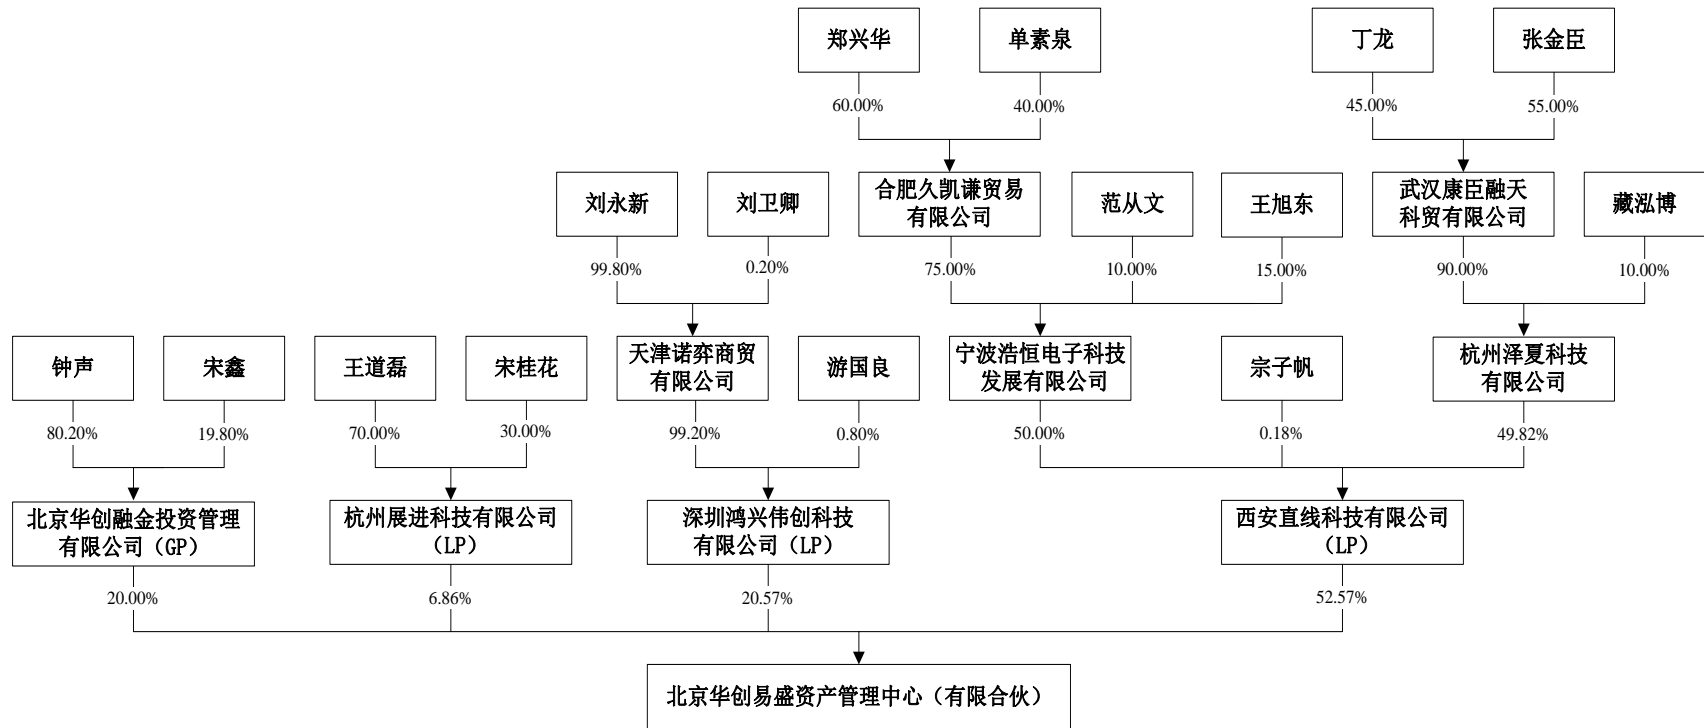 郑兴华
单素泉
丁龙
张金臣
60.00%
40.00%
45.00%
55.00%
刘永新
刘卫卿
合肥久凯谦贸易
有限公司
范从文
王旭东
武汉康臣融天
科贸有限公司
藏泓博
99.80%
0.20%
75.00%
10.00%
15.00%
90.00%
10.00%
钟声
宋鑫
王道磊
宋桂花
天津诺弈商贸
有限公司
游国良
宁波浩恒电子科技
发展有限公司
宗子帆
杭州泽夏科技
有限公司
80.20%
19.80%
70.00%
30.00%
99.20%
0.80%
50.00%
0.18%
49.82%
北京华创融金投资管理
有限公司（GP）
杭州展进科技有限公司
（LP）
深圳鸿兴伟创科技
有限公司（LP）
西安直线科技有限公司
（LP）
20.00%
6.86%
20.57%
52.57%
北京华创易盛资产管理中心（有限合伙）